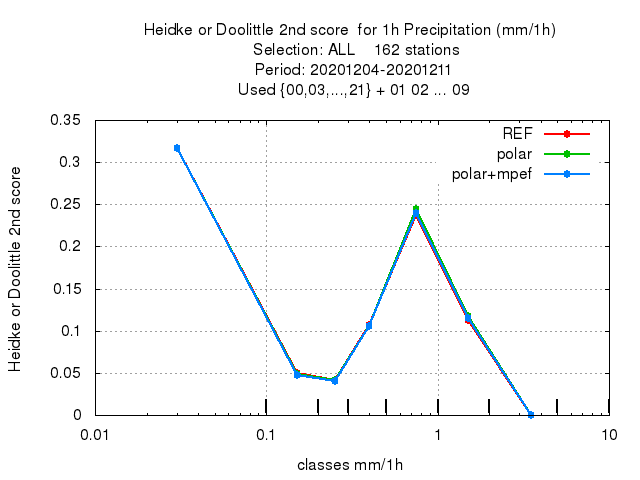 Heidke or Doolittle 2nd score  for 1h Precipitation (mm/1h)
Selection: ALL    162 stations
Period: 20201204-20201211
Used {00,03,...,21} + 01 02 ... 09
REF
polar
polar+mpef
0.35
0.3
0.25
0.2
0.15
0.1
0.05
0
Heidke or Doolittle 2nd score
0.01 0.1 1 10
classes mm/1h